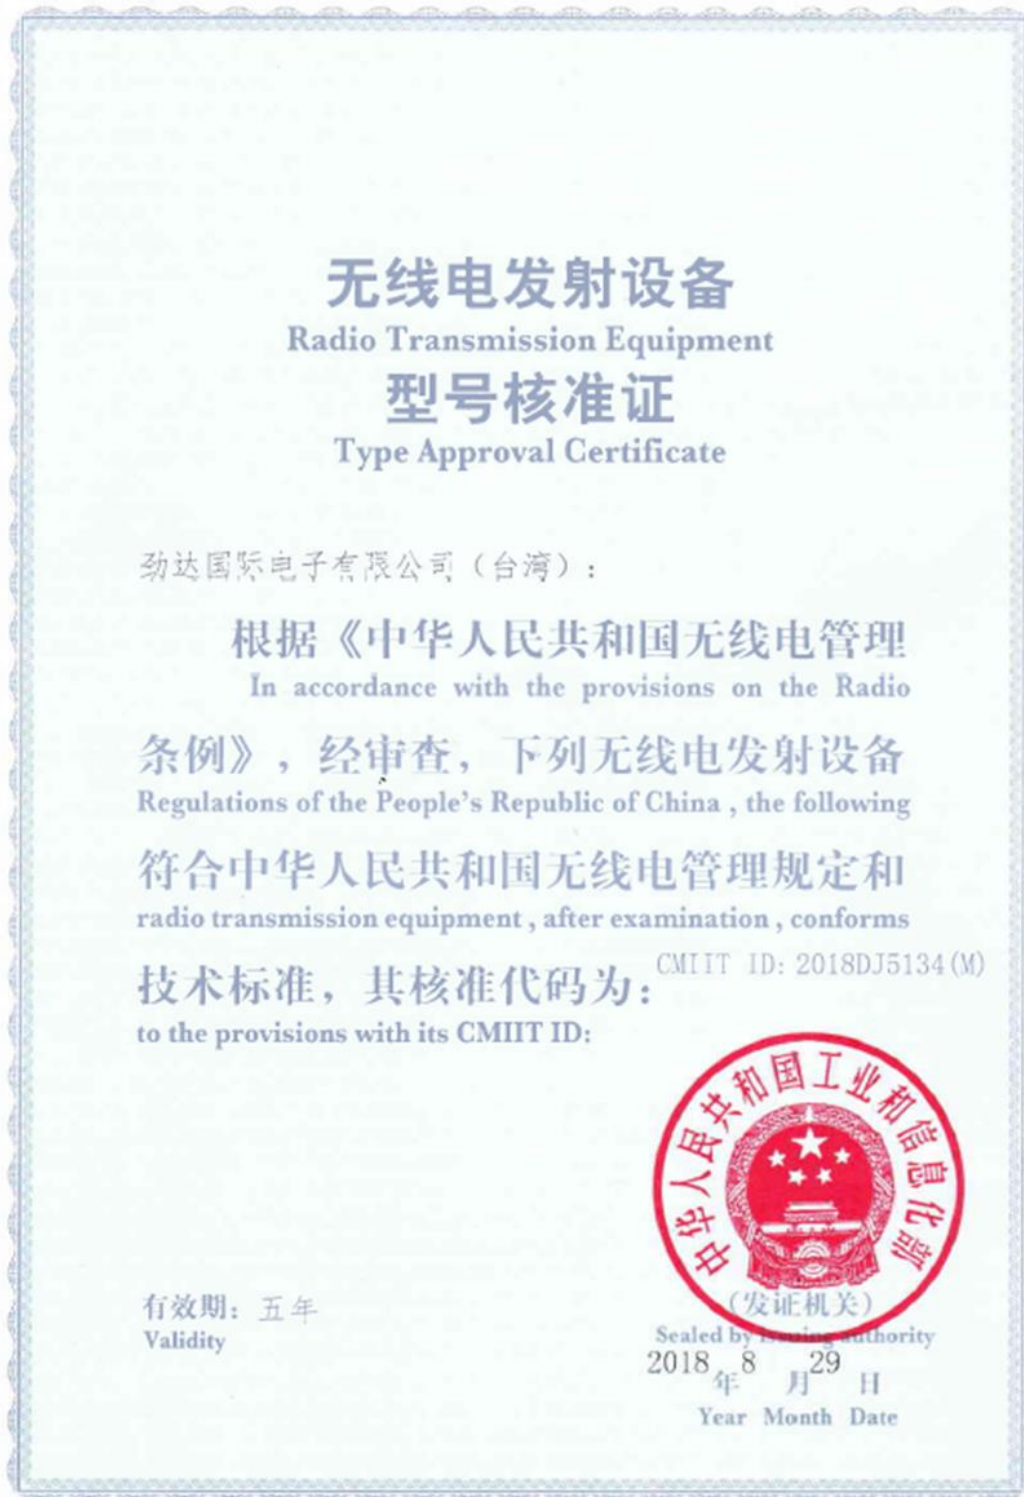 无线电发射设备
Radio Transmission Equipment
型号核准证
Type Approval Certificate
劲达国际电子有限公司（台湾）：
根据《中华人民共和国无线电管理
In accordance with the provisions on the Radio
条例》，经审查，下列无线电发射设备
Regulations of the People's Republic of China , the following
符合中华人民共和国无线电管理规定和
radio transmission equipment , after examination , conforms
技术标准，其核准代码为： CMIIT ID: 2018DJ5134(M)
to the provisions with its CMIIT ID:
中华人民共和国工业和信息化部
有效期：五年
Validity
（发证机关）
Sealed by issuing authority
2018 年 8 月 29 日
Year Month Date